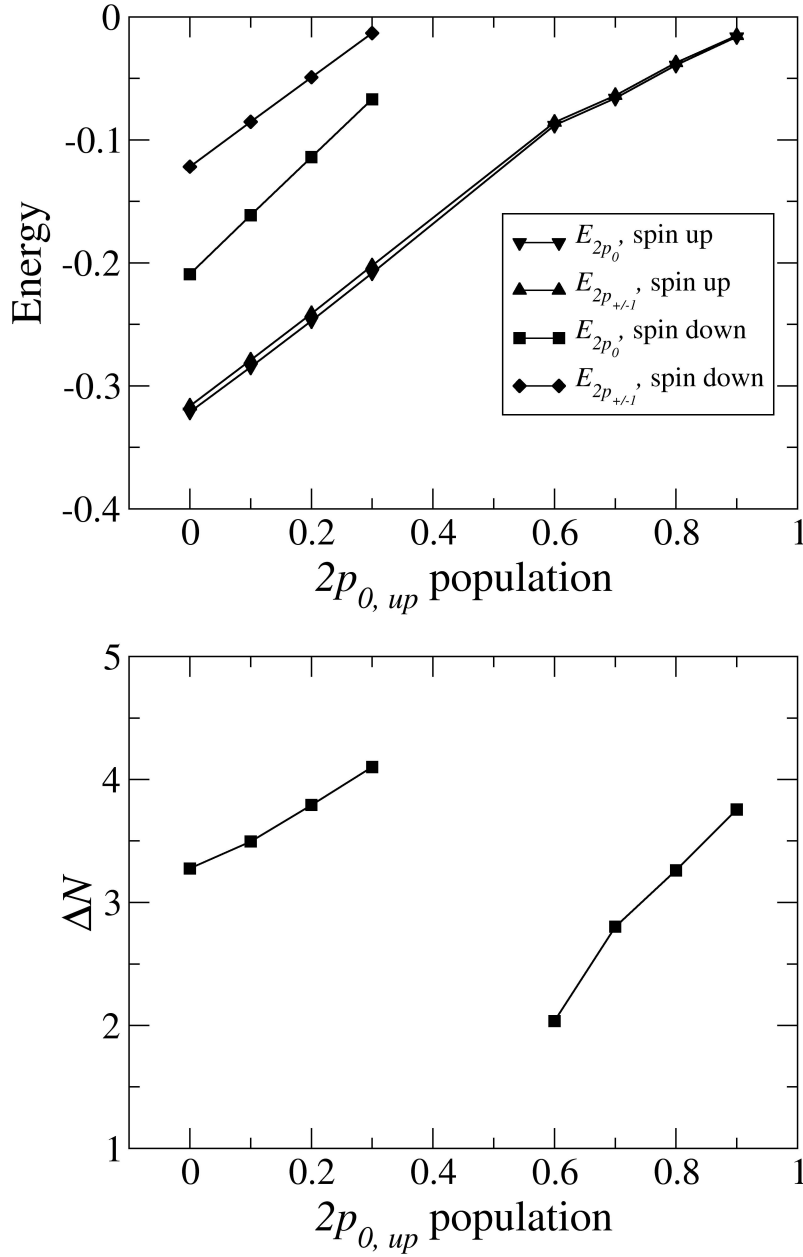 0
-0.1
-0.2
-0.3
-0.4
Energy
E2p0, spin up
E2p+/-1, spin up
E2p0, spin down
E2p+/-1, spin down
0 0.2 0.4 0.6 0.8 1
2p0, up population
5
4
3
2
1
ΔN
0 0.2 0.4 0.6 0.8 1
2p0, up population